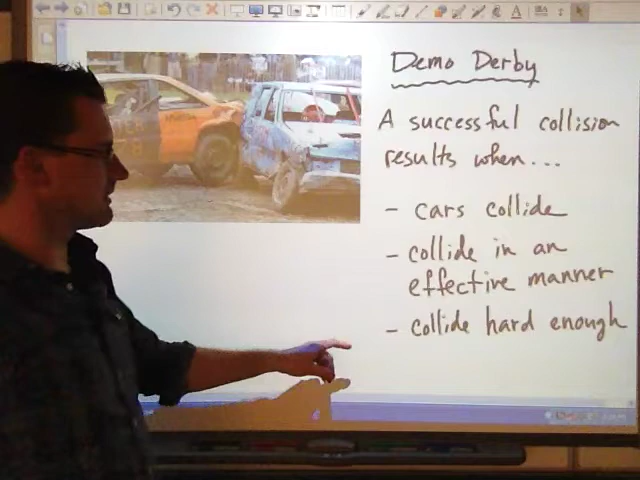 Demo Derby
A successful collision
results when...
- cars collide
- collide in an
effective manner
- collide hard enough